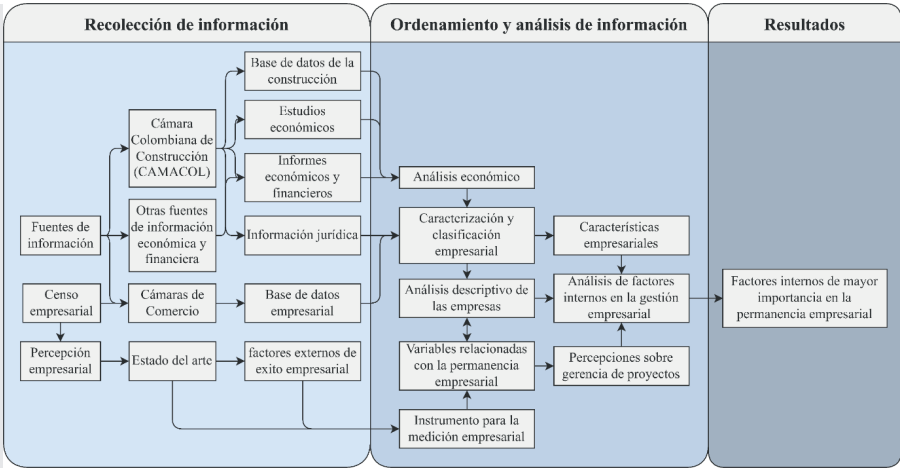 Recolección de información
Ordenamiento y análisis de información
Resultados
Base de datos de la
construcción
Estudios
económicos
Informes
económicos y
financieros
Información jurídica
Base de datos
empresarial
factores externos de
exito empresarial
Cámara
Colombiana de
Construcción
(CAMACOL)
Otras fuentes
de información
económica y
financiera
Cámaras de
Comercio
Estado del arte
Fuentes de
información
Censo
empresarial
Percepción
empresarial
Análisis económico
Caracterización y
clasificación
empresarial
Análisis descriptivo de
las empresas
Variables relacionadas
con la permanencia
empresarial
Instrumento para la
medición empresarial
Características
empresariales
Análisis de factores
internos en la gestión
empresarial
Percepciones sobre
gerencia de proyectos
Factores internos de mayor
importancia en la
permanencia empresarial